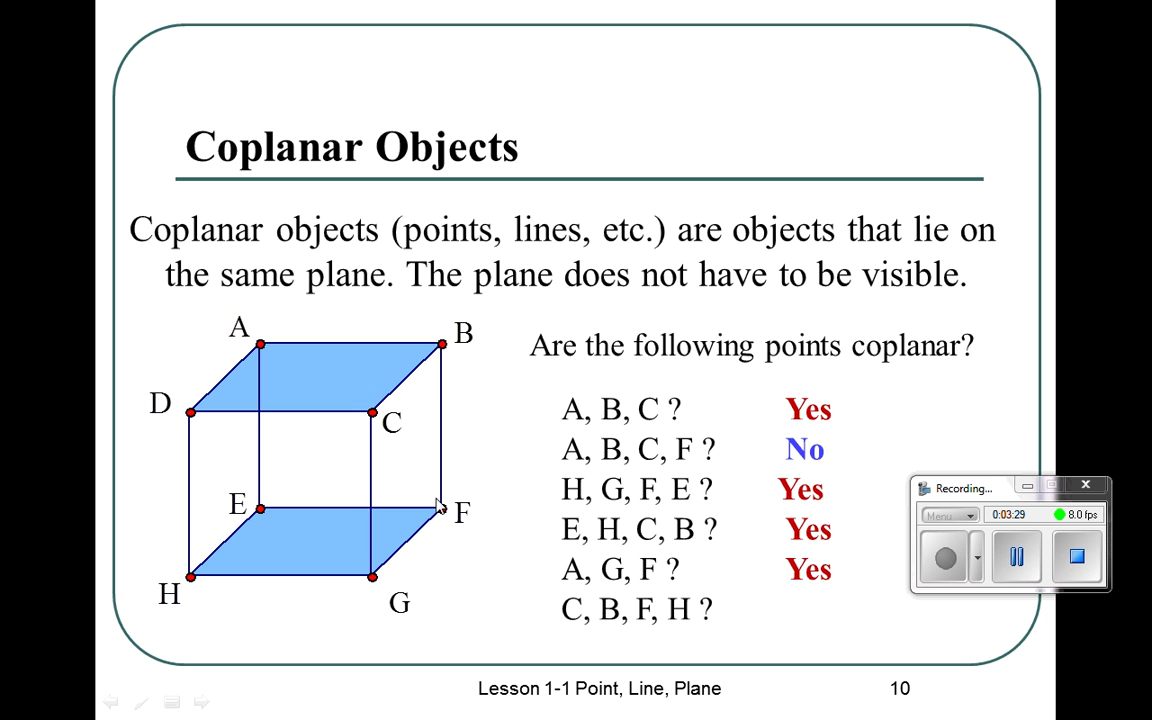 Coplanar Objects
Coplanar objects (points, lines, etc.) are objects that lie on
the same plane. The plane does not have to be visible.
A
B
D
C
E
F
H
G
Are the following points coplanar?
A, B, C ? Yes
A, B, C, F ? No
H, G, F, E ? Yes
E, H, C, B ? Yes
A, G, F ? Yes
C, B, F, H ?
Recording...
Menu 0:03:29 8.0 fps
Lesson 1-1 Point, Line, Plane 10